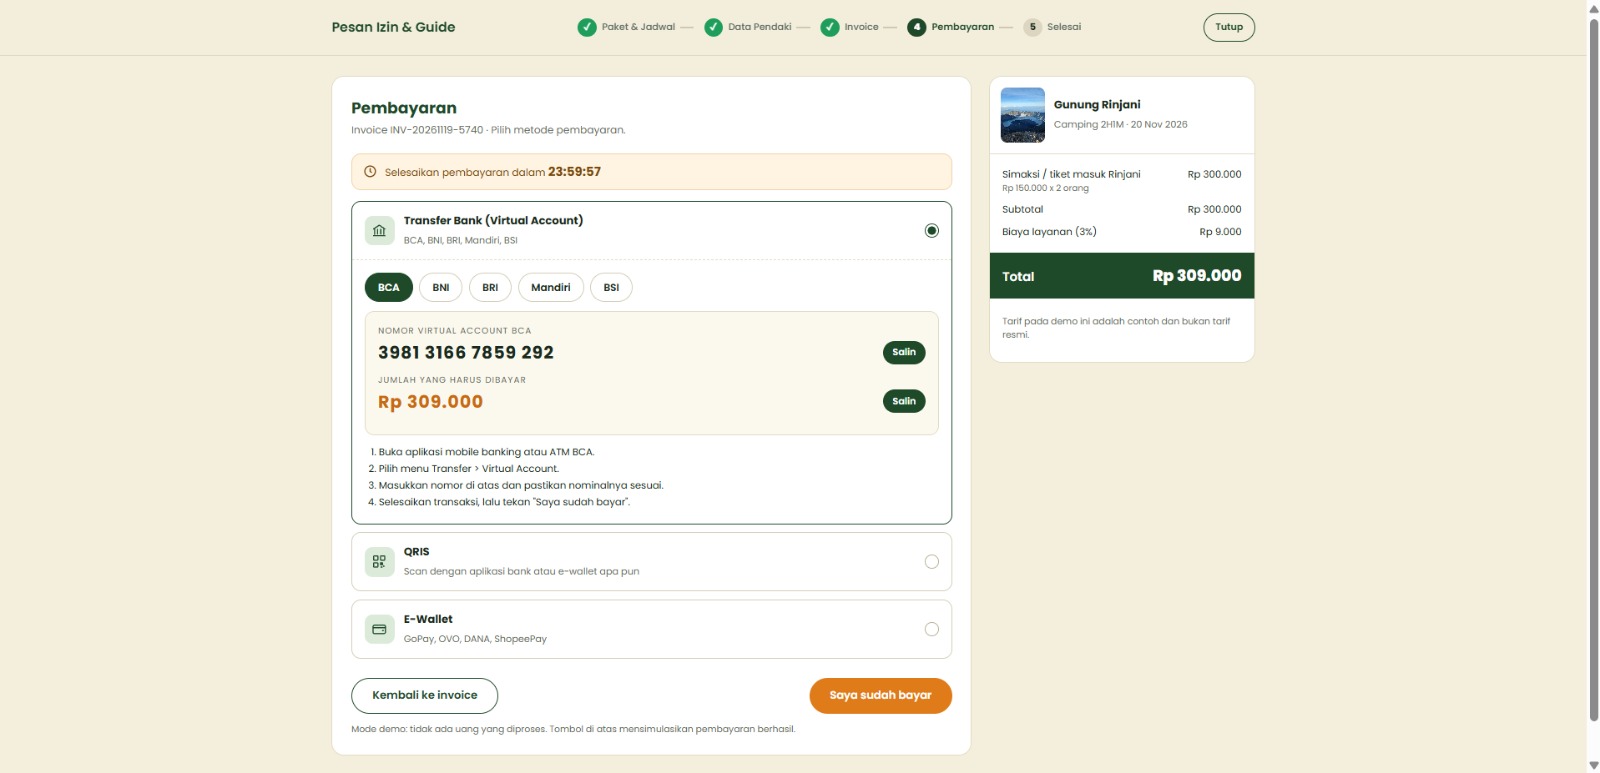 Pesan Izin & Guide
✓ Paket & Jadwal
✓ Data Pendaki
✓ Invoice
4 Pembayaran
5 Selesai
Tutup
Pembayaran
Invoice INV-20261119-5740 · Pilih metode pembayaran.
Selesaikan pembayaran dalam 23:59:57
Transfer Bank (Virtual Account)
BCA, BNI, BRI, Mandiri, BSI
BCA
BNI
BRI
Mandiri
BSI
NOMOR VIRTUAL ACCOUNT BCA
3981 3166 7859 292
Salin
JUMLAH YANG HARUS DIBAYAR
Rp 309.000
Salin
1. Buka aplikasi mobile banking atau ATM BCA.
2. Pilih menu Transfer > Virtual Account.
3. Masukkan nomor di atas dan pastikan nominalnya sesuai.
4. Selesaikan transaksi, lalu tekan "Saya sudah bayar".
QRIS
Scan dengan aplikasi bank atau e-wallet apa pun
E-Wallet
GoPay, OVO, DANA, ShopeePay
Kembali ke invoice
Saya sudah bayar
Mode demo: tidak ada uang yang diproses. Tombol di atas mensimulasikan pembayaran berhasil.
Gunung Rinjani
Camping 2H1M · 20 Nov 2026
Simaksi / tiket masuk Rinjani Rp 300.000
Rp 150.000 x 2 orang
Subtotal Rp 300.000
Biaya layanan (3%) Rp 9.000
Total Rp 309.000
Tarif pada demo ini adalah contoh dan bukan tarif
resmi.